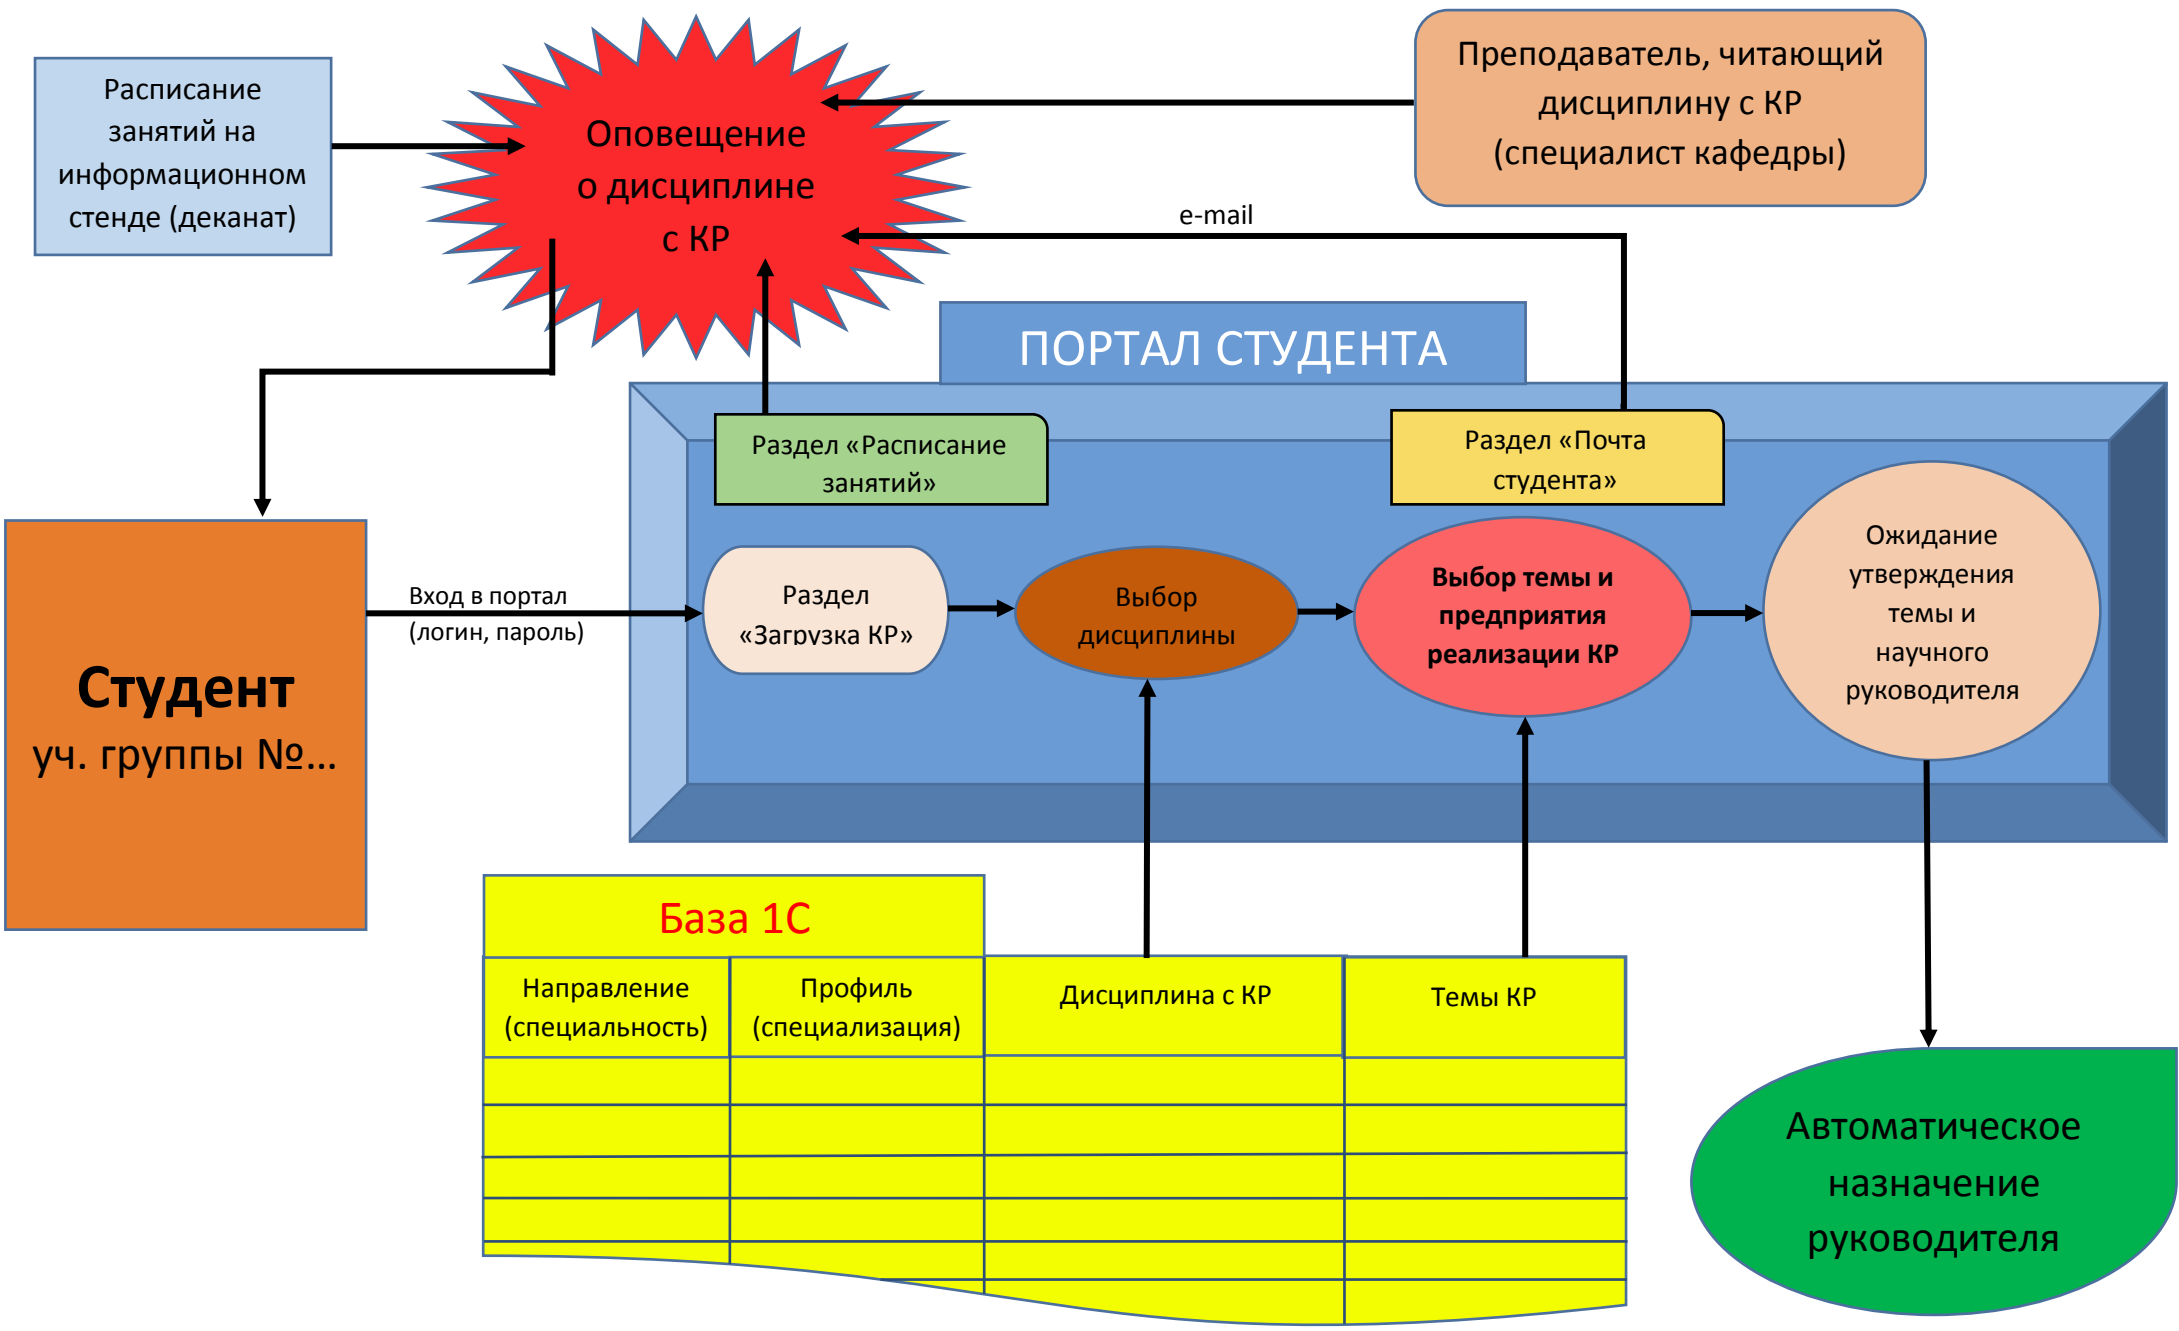 Расписание
занятий на
информационном
стенде (деканат)
Оповещение
о дисциплине
с КР
Преподаватель, читающий
дисциплину с КР
(специалист кафедры)
e-mail
ПОРТАЛ СТУДЕНТА
Раздел «Расписание
занятий»
Раздел «Почта
студента»
Студент
уч. группы №...
Вход в портал
(логин, пароль)
Раздел
«Загрузка КР»
Выбор
дисциплины
Выбор темы и
предприятия
реализации КР
Ожидание
утверждения
темы и
научного
руководителя
База 1С
Направление
(специальность)
Профиль
(специализация)
Дисциплина с КР
Темы КР
Автоматическое
назначение
руководителя